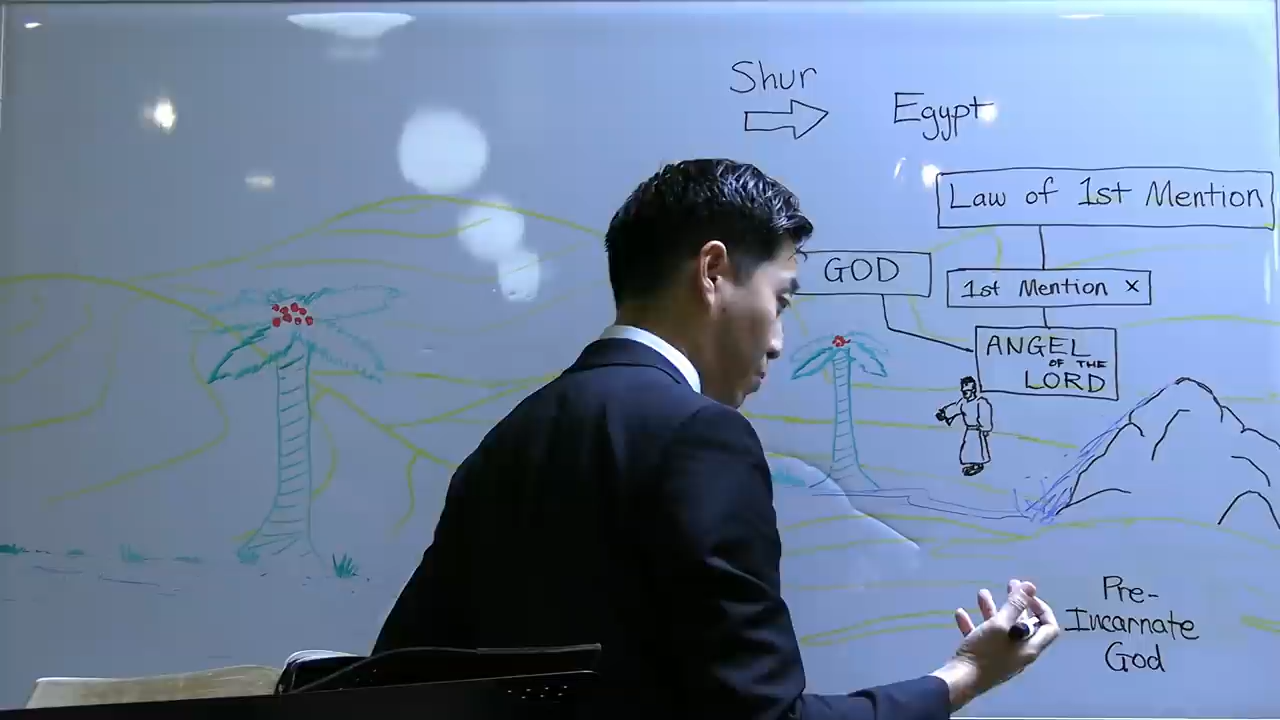 Shur
Egypt
Law of 1st Mention
GOD
1st Mention x
ANGEL
OF THE
LORD
Pre-
Incarnate
God